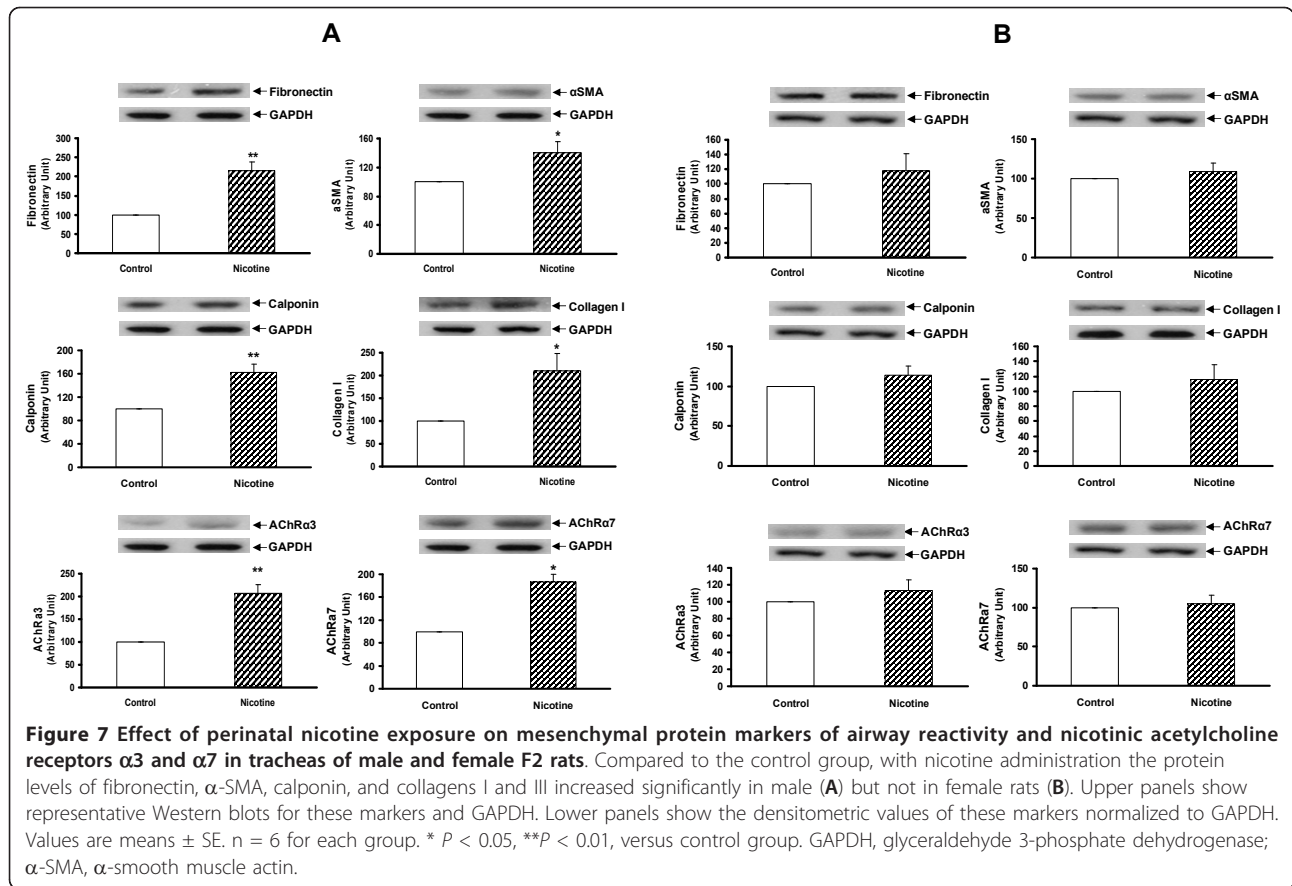 A
B
Fibronectin
GAPDH
αSMA
GAPDH
Fibronectin
GAPDH
αSMA
GAPDH
Fibronectin
(Arbitrary Unit)
300
250
200
150
100
50
0
**
Control
Nicotine
aSMA
(Arbitrary Unit)
200
160
120
80
40
0
*
Control
Nicotine
Fibronectin
(Arbitrary Unit)
160
140
120
100
80
60
40
20
0
Control
Nicotine
aSMA
(Arbitrary Unit)
150
100
50
0
Control
Nicotine
Calponin
GAPDH
Collagen I
GAPDH
Calponin
GAPDH
Collagen I
GAPDH
Calponin
(Arbitrary Unit)
200
160
120
80
40
0
**
Control
Nicotine
Collagen I
(Arbitrary Unit)
250
200
150
100
50
0
*
Control
Nicotine
Calponin
(Arbitrary Unit)
150
100
50
0
Control
Nicotine
Collagen I
(Arbitrary Unit)
160
140
120
100
80
60
40
20
0
Control
Nicotine
AChRα3
GAPDH
AChRα7
GAPDH
AChRα3
GAPDH
AChRα7
GAPDH
AChRa3
(Arbitrary Unit)
250
200
150
100
50
0
**
Control
Nicotine
AChRa7
(Arbitrary Unit)
200
160
120
80
40
0
*
Control
Nicotine
AChRa3
(Arbitrary Unit)
140
120
100
80
60
40
20
0
Control
Nicotine
AChRa7
(Arbitrary Unit)
150
100
50
0
Control
Nicotine
Figure 7 Effect of perinatal nicotine exposure on mesenchymal protein markers of airway reactivity and nicotinic acetylcholine
receptors α3 and α7 in tracheas of male and female F2 rats. Compared to the control group, with nicotine administration the protein
levels of fibronectin, α-SMA, calponin, and collagens I and III increased significantly in male (A) but not in female rats (B). Upper panels show
representative Western blots for these markers and GAPDH. Lower panels show the densitometric values of these markers normalized to GAPDH.
Values are means ± SE. n = 6 for each group. * P < 0.05, **P < 0.01, versus control group. GAPDH, glyceraldehyde 3-phosphate dehydrogenase;
α-SMA, α-smooth muscle actin.